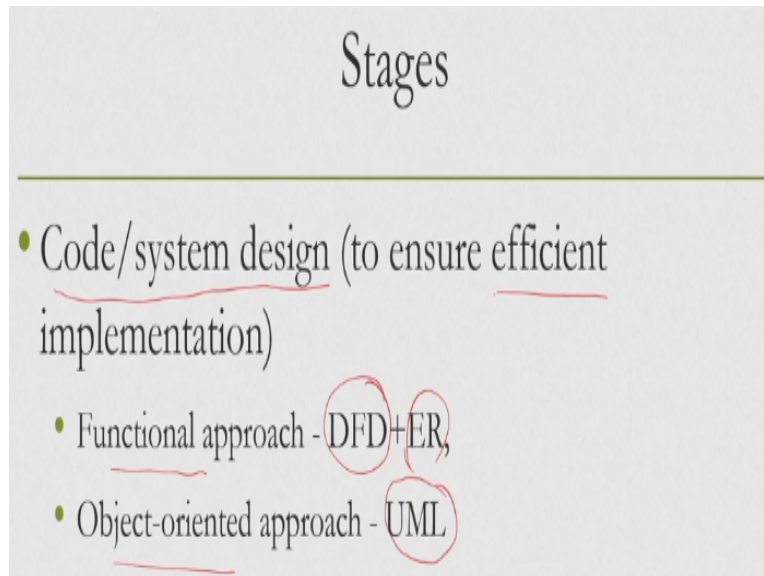 Stages
• Code/system design (to ensure efficient
implementation)
• Functional approach - DFD+ER,
• Object-oriented approach - UML